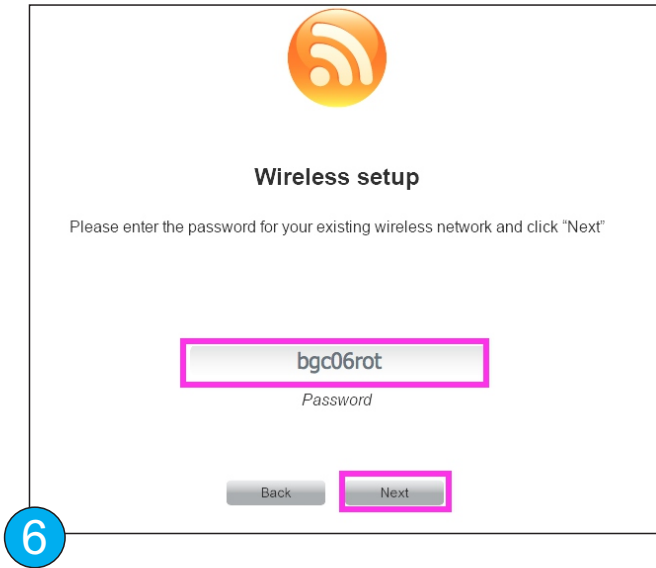 Wireless setup
Please enter the password for your existing wireless network and click “Next”
bgc06rot
Password
Back Next
6